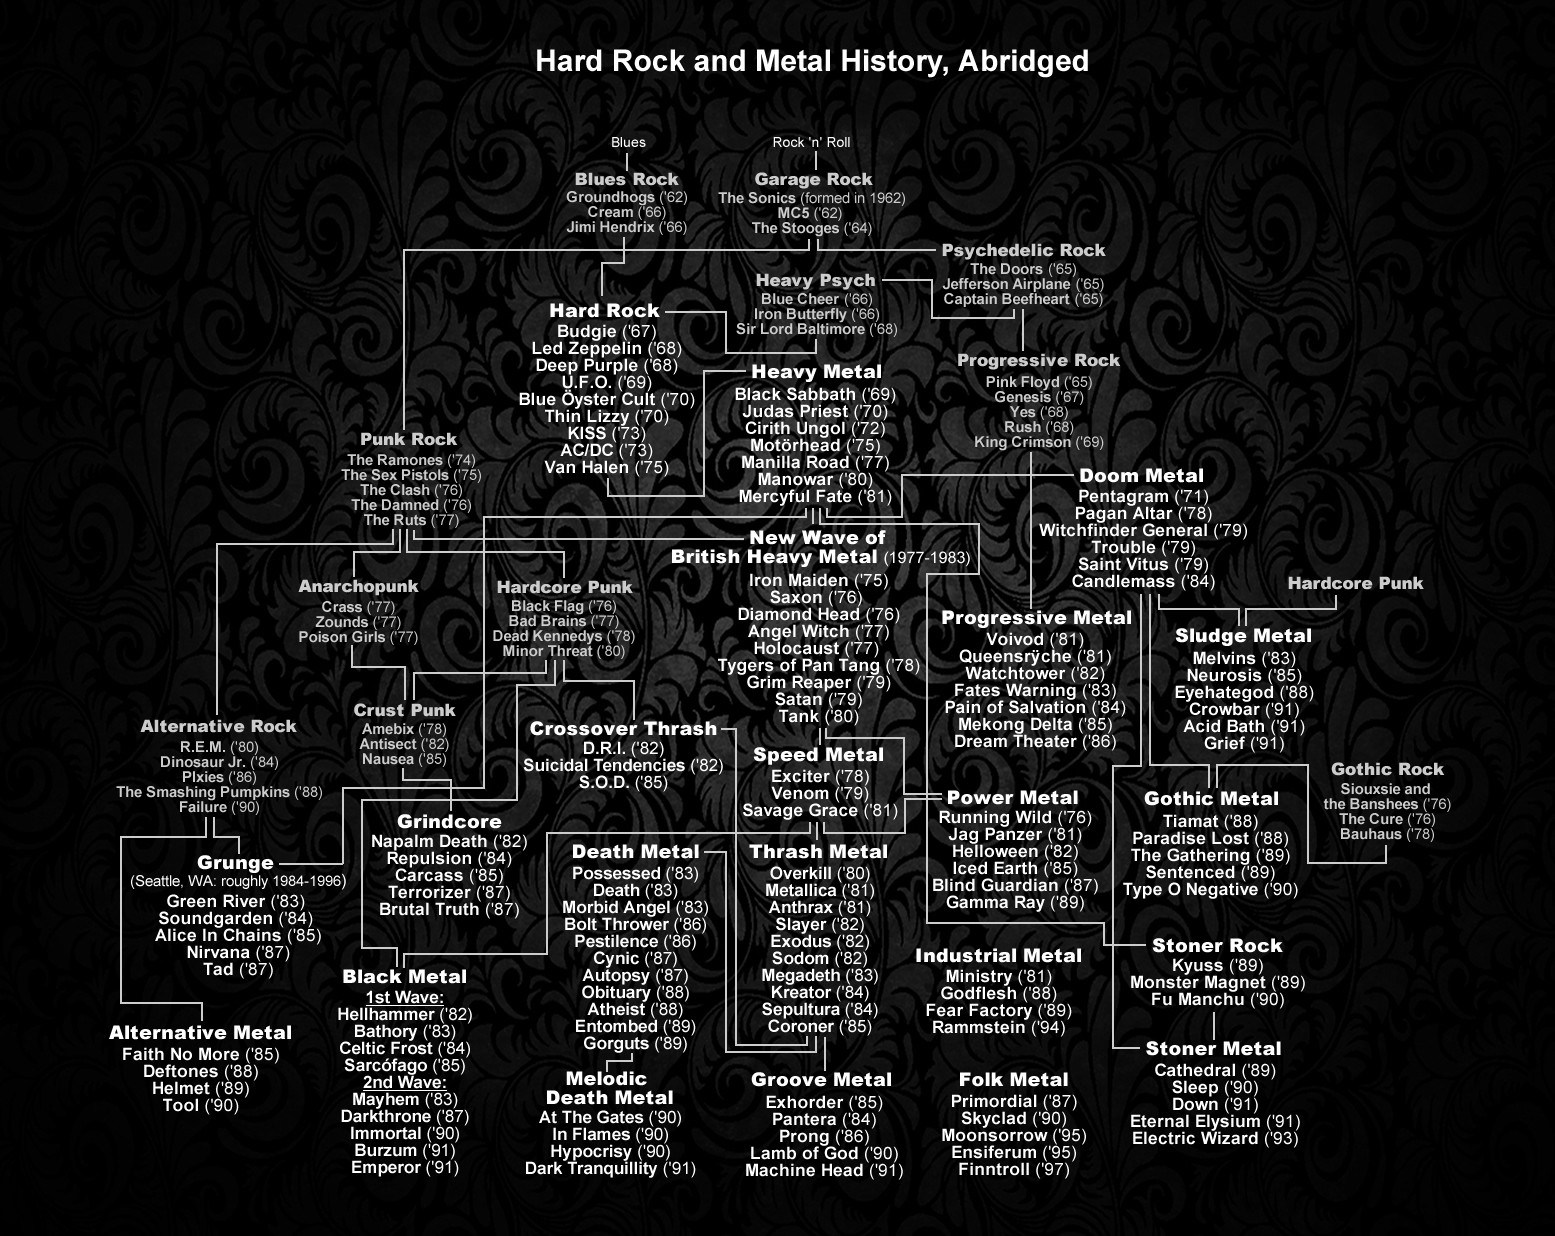 Hard Rock and Metal History, Abridged
Blues
Rock 'n' Roll
Blues Rock
Groundhogs ('62)
Cream ('66)
Jimi Hendrix ('66)
Garage Rock
The Sonics (formed in 1962)
MC5 ('62)
The Stooges ('64)
Psychedelic Rock
The Doors ('65)
Jefferson Airplane ('65)
Captain Beefheart ('65)
Heavy Psych
Blue Cheer ('66)
Iron Butterfly ('66)
Sir Lord Baltimore ('68)
Hard Rock
Budgie ('67)
Led Zeppelin ('68)
Deep Purple ('68)
U.F.O. ('69)
Blue Öyster Cult ('70)
Thin Lizzy ('70)
KISS ('73)
AC/DC ('73)
Van Halen ('75)
Heavy Metal
Black Sabbath ('69)
Judas Priest ('70)
Cirith Ungol ('72)
Motörhead ('75)
Manilla Road ('77)
Manowar ('80)
Mercyful Fate ('81)
Progressive Rock
Pink Floyd ('65)
Genesis ('67)
Yes ('68)
Rush ('68)
King Crimson ('69)
Punk Rock
The Ramones ('74)
The Sex Pistols ('75)
The Clash ('76)
The Damned ('76)
The Ruts ('77)
Doom Metal
Pentagram ('71)
Pagan Altar ('78)
Witchfinder General ('79)
Trouble ('79)
Saint Vitus ('79)
Candlemass ('84)
New Wave of
British Heavy Metal (1977-1983)
Iron Maiden ('75)
Saxon ('76)
Diamond Head ('76)
Angel Witch ('77)
Holocaust ('77)
Tygers of Pan Tang ('78)
Grim Reaper ('79)
Satan ('79)
Tank ('80)
Anarchopunk
Crass ('77)
Zounds ('77)
Poison Girls ('77)
Hardcore Punk
Black Flag ('76)
Bad Brains ('77)
Dead Kennedys ('78)
Minor Threat ('80)
Hardcore Punk
Progressive Metal
Voivod ('81)
Queensrÿche ('81)
Watchtower ('82)
Fates Warning ('83)
Pain of Salvation ('84)
Mekong Delta ('85)
Dream Theater ('86)
Sludge Metal
Melvins ('83)
Neurosis ('85)
Eyehategod ('88)
Crowbar ('91)
Acid Bath ('91)
Grief ('91)
Alternative Rock
R.E.M. ('80)
Dinosaur Jr. ('84)
PIxies ('86)
The Smashing Pumpkins ('88)
Failure ('90)
Crust Punk
Amebix ('78)
Antisect ('82)
Nausea ('85)
Crossover Thrash
D.R.I. ('82)
Suicidal Tendencies ('82)
S.O.D. ('85)
Speed Metal
Exciter ('78)
Venom ('79)
Savage Grace ('81)
Power Metal
Running Wild ('76)
Jag Panzer ('81)
Helloween ('82)
Iced Earth ('85)
Blind Guardian ('87)
Gamma Ray ('89)
Gothic Metal
Tiamat ('88)
Paradise Lost ('88)
The Gathering ('89)
Sentenced ('89)
Type O Negative ('90)
Gothic Rock
Siouxsie and
the Banshees ('76)
The Cure ('76)
Bauhaus ('78)
Grindcore
Napalm Death ('82)
Repulsion ('84)
Carcass ('85)
Terrorizer ('87)
Brutal Truth ('87)
Grunge
(Seattle, WA: roughly 1984-1996)
Green River ('83)
Soundgarden ('84)
Alice In Chains ('85)
Nirvana ('87)
Tad ('87)
Death Metal
Possessed ('83)
Death ('83)
Morbid Angel ('83)
Bolt Thrower ('86)
Pestilence ('86)
Cynic ('87)
Autopsy ('87)
Obituary ('88)
Atheist ('88)
Entombed ('89)
Gorguts ('89)
Thrash Metal
Overkill ('80)
Metallica ('81)
Anthrax ('81)
Slayer ('82)
Exodus ('82)
Sodom ('82)
Megadeth ('83)
Kreator ('84)
Sepultura ('84)
Coroner ('85)
Industrial Metal
Ministry ('81)
Godflesh ('88)
Fear Factory ('89)
Rammstein ('94)
Stoner Rock
Kyuss ('89)
Monster Magnet ('89)
Fu Manchu ('90)
Black Metal
1st Wave:
Hellhammer ('82)
Bathory ('83)
Celtic Frost ('84)
Sarcófago ('85)
2nd Wave:
Mayhem ('83)
Darkthrone ('87)
Immortal ('90)
Burzum ('91)
Emperor ('91)
Alternative Metal
Faith No More ('85)
Deftones ('88)
Helmet ('89)
Tool ('90)
Melodic
Death Metal
At The Gates ('90)
In Flames ('90)
Hypocrisy ('90)
Dark Tranquillity ('91)
Groove Metal
Exhorder ('85)
Pantera ('84)
Prong ('86)
Lamb of God ('90)
Machine Head ('91)
Folk Metal
Primordial ('87)
Skyclad ('90)
Moonsorrow ('95)
Ensiferum ('95)
Finntroll ('97)
Stoner Metal
Cathedral ('89)
Sleep ('90)
Down ('91)
Eternal Elysium ('91)
Electric Wizard ('93)